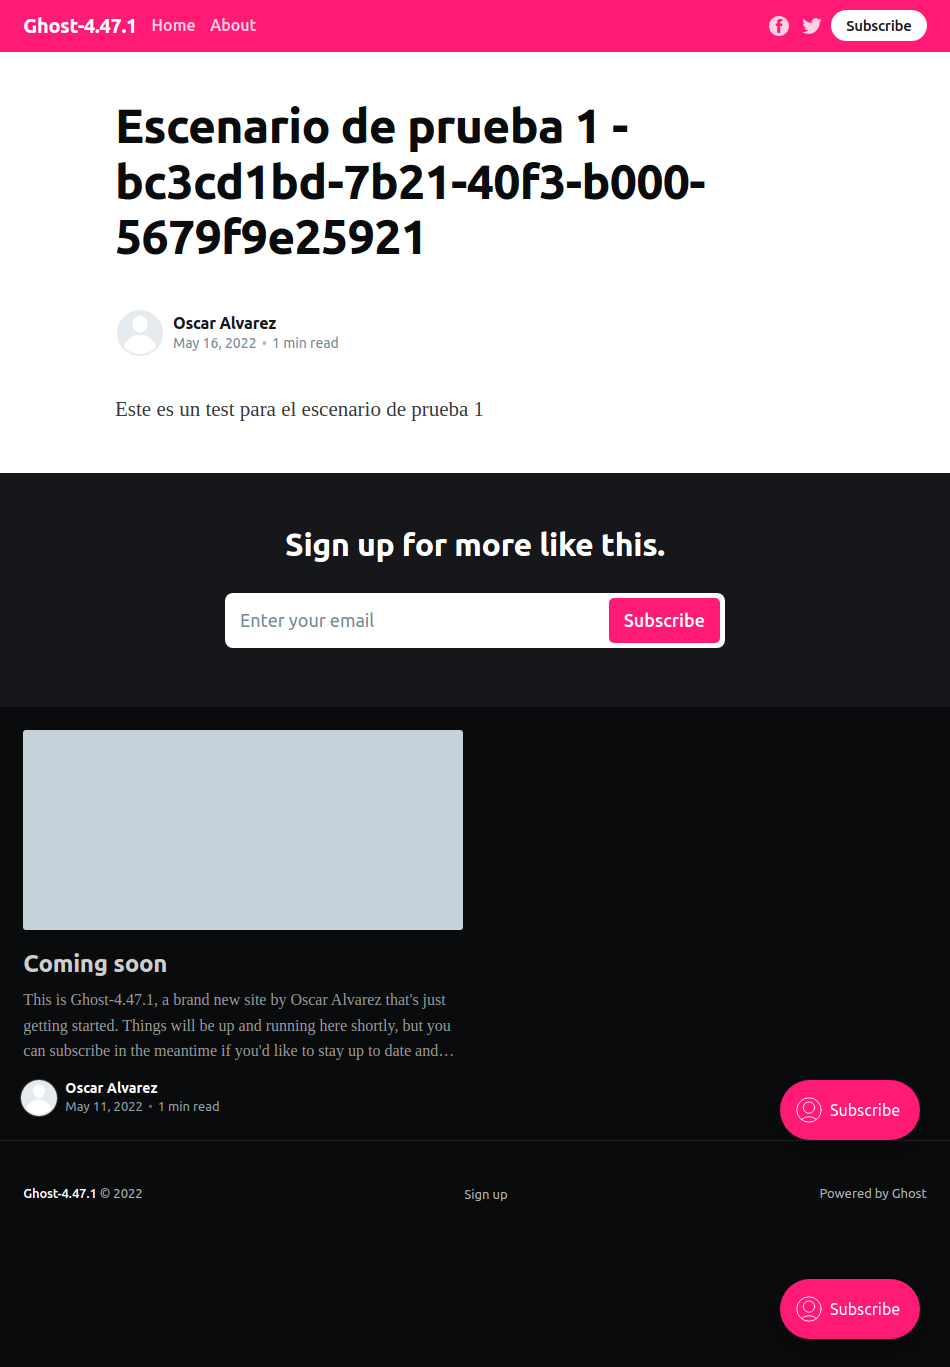 Ghost-4.47.1 Home About Subscribe
Escenario de prueba 1 -
bc3cd1bd-7b21-40f3-b000-
5679f9e25921
Oscar Alvarez
May 16, 2022 • 1 min read
Este es un test para el escenario de prueba 1
Sign up for more like this.
Enter your email Subscribe
Coming soon
This is Ghost-4.47.1, a brand new site by Oscar Alvarez that's just
getting started. Things will be up and running here shortly, but you
can subscribe in the meantime if you'd like to stay up to date and…
Oscar Alvarez
May 11, 2022 • 1 min read
Subscribe
Ghost-4.47.1 © 2022 Sign up Powered by Ghost
Subscribe